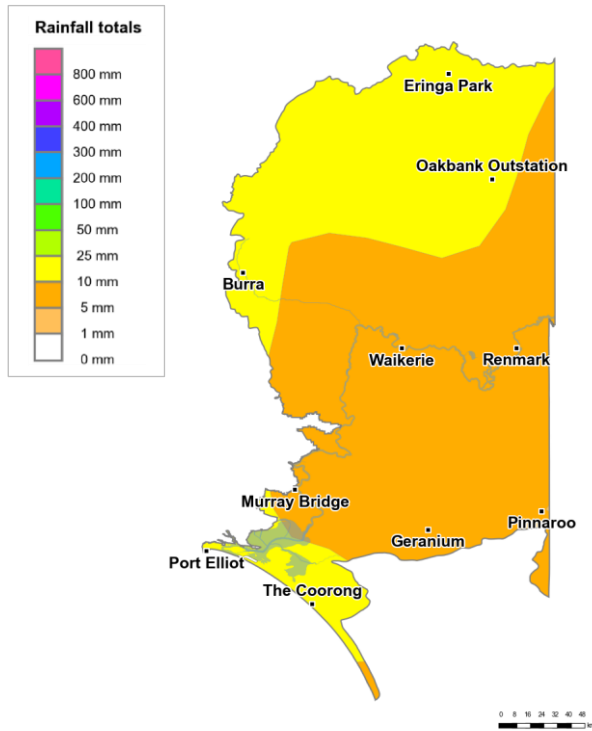 Rainfall totals
800 mm
600 mm
400 mm
300 mm
200 mm
100 mm
50 mm
25 mm
10 mm
5 mm
1 mm
0 mm
Eringa Park
Oakbank Outstation
Burra
Waikerie
Renmark
Murray Bridge
Pinnaroo
Geranium
Port Elliot
The Coorong
0 8 16 24 32 40 48